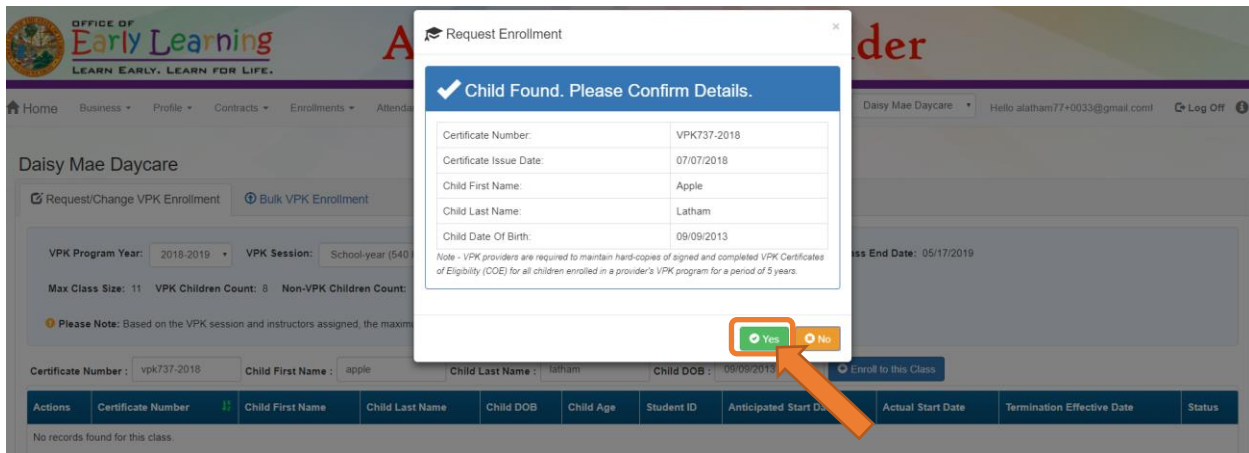 OFFICE OF
Early Learning
LEARN EARLY. LEARN FOR LIFE.
A
der
Request Enrollment
×
Child Found. Please Confirm Details.
Certificate Number: VPK737-2018
Certificate Issue Date: 07/07/2018
Child First Name: Apple
Child Last Name: Latham
Child Date Of Birth: 09/09/2013
Note - VPK providers are required to maintain hard-copies of signed and completed VPK Certificates
of Eligibility (COE) for all children enrolled in a provider's VPK program for a period of 5 years.
Yes No
Home Business Profile Contracts Enrollments Attenda Daisy Mae Daycare Hello alatham77+0033@gmail.com! Log Off
Daisy Mae Daycare
Request/Change VPK Enrollment Bulk VPK Enrollment
VPK Program Year: 2018-2019 VPK Session: School-year (540 ass End Date: 05/17/2019
Max Class Size: 11 VPK Children Count: 8 Non-VPK Children Count:
Please Note: Based on the VPK session and instructors assigned, the maxim
Certificate Number : vpk737-2018 Child First Name : apple Child Last Name : latham Child DOB : 09/09/2013 Enroll to this Class
Actions Certificate Number Child First Name Child Last Name Child DOB Child Age Student ID Anticipated Start Da Actual Start Date Termination Effective Date Status
No records found for this class.